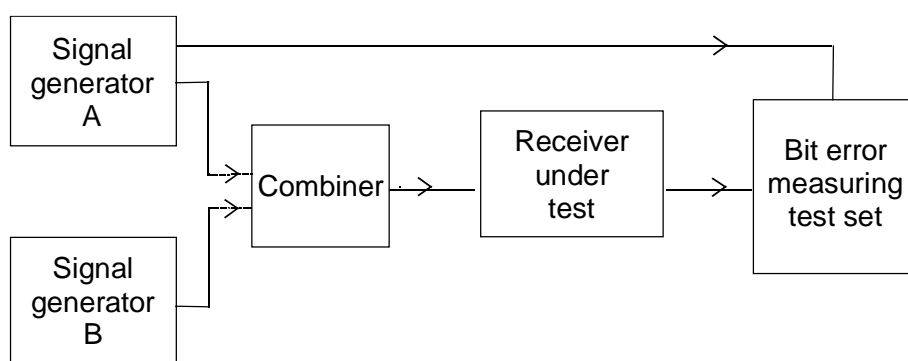 Signal
generator
A
Combiner
Receiver
under
test
Bit error
measuring
test set
Signal
generator
B